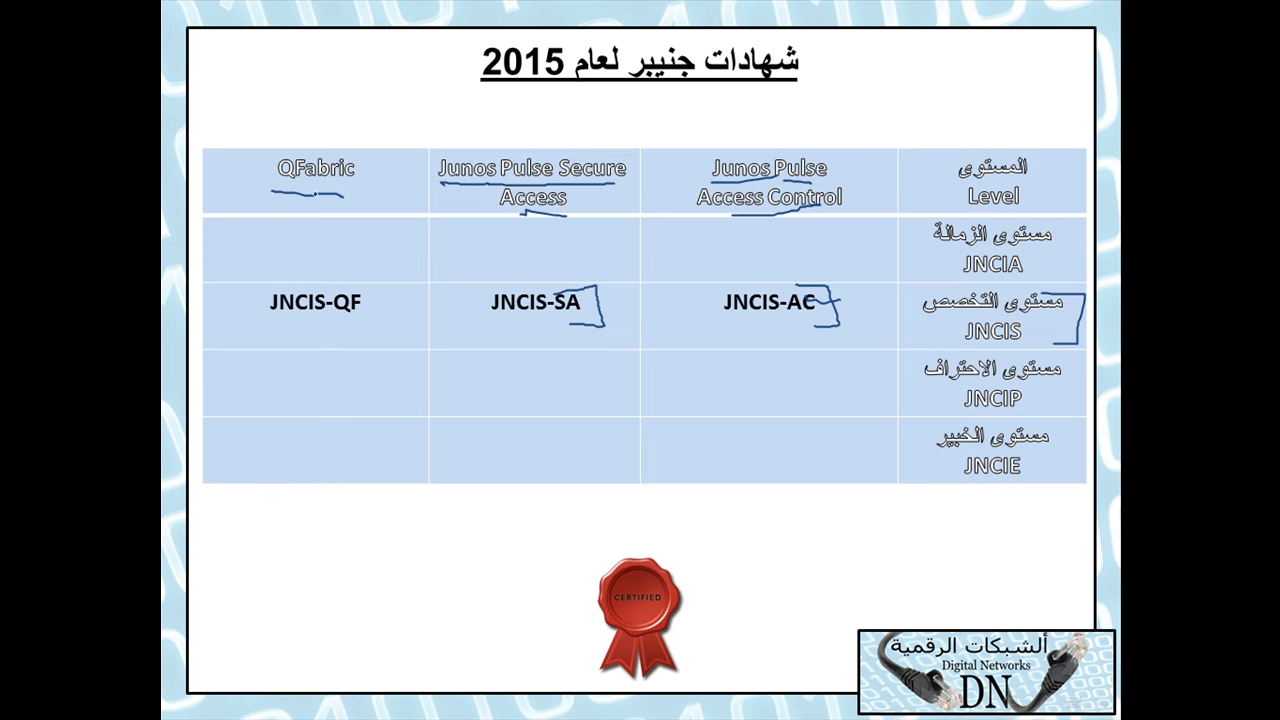 شهادات جنيبر لعام 2015
المستوى
Level
Junos Pulse
Access Control
Junos Pulse Secure
Access
QFabric
مستوى الزمالة
JNCIA
مستوى التخصص
JNCIS
JNCIS-AC
JNCIS-SA
JNCIS-QF
مستوى الاحتراف
JNCIP
مستوى الخبير
JNCIE
CERTIFIED
ألشبكات الرقمية
Digital Networks
DN